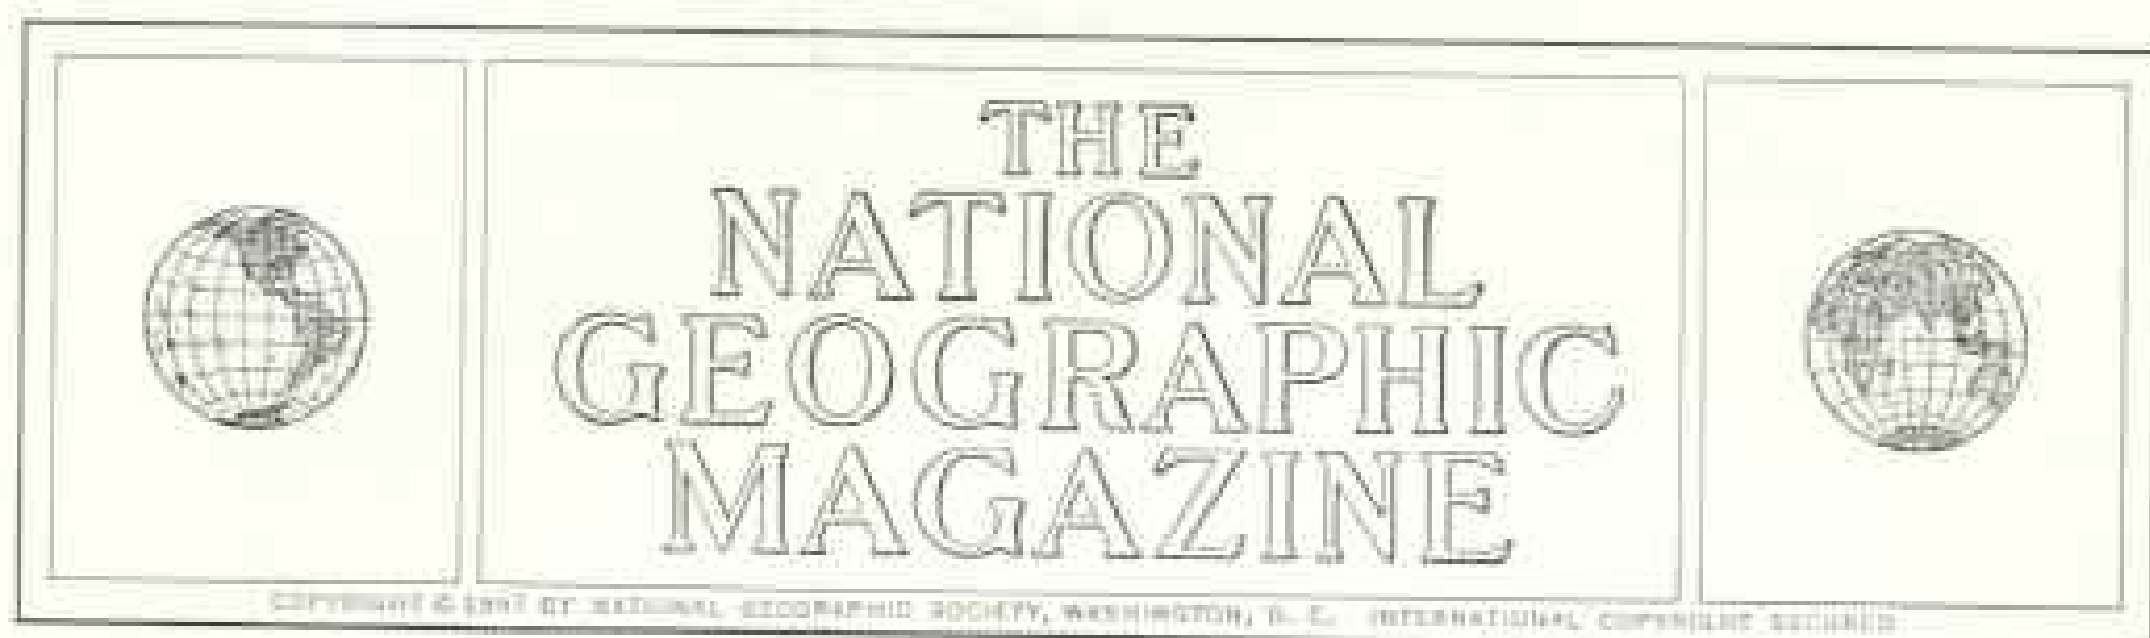 THE
NATIONAL
GEOGRAPHIC
MAGAZINE
COPYRIGHT © BY NATIONAL GEOGRAPHIC SOCIETY, WASHINGTON, D. C. INTERNATIONAL COPYRIGHT SECURED